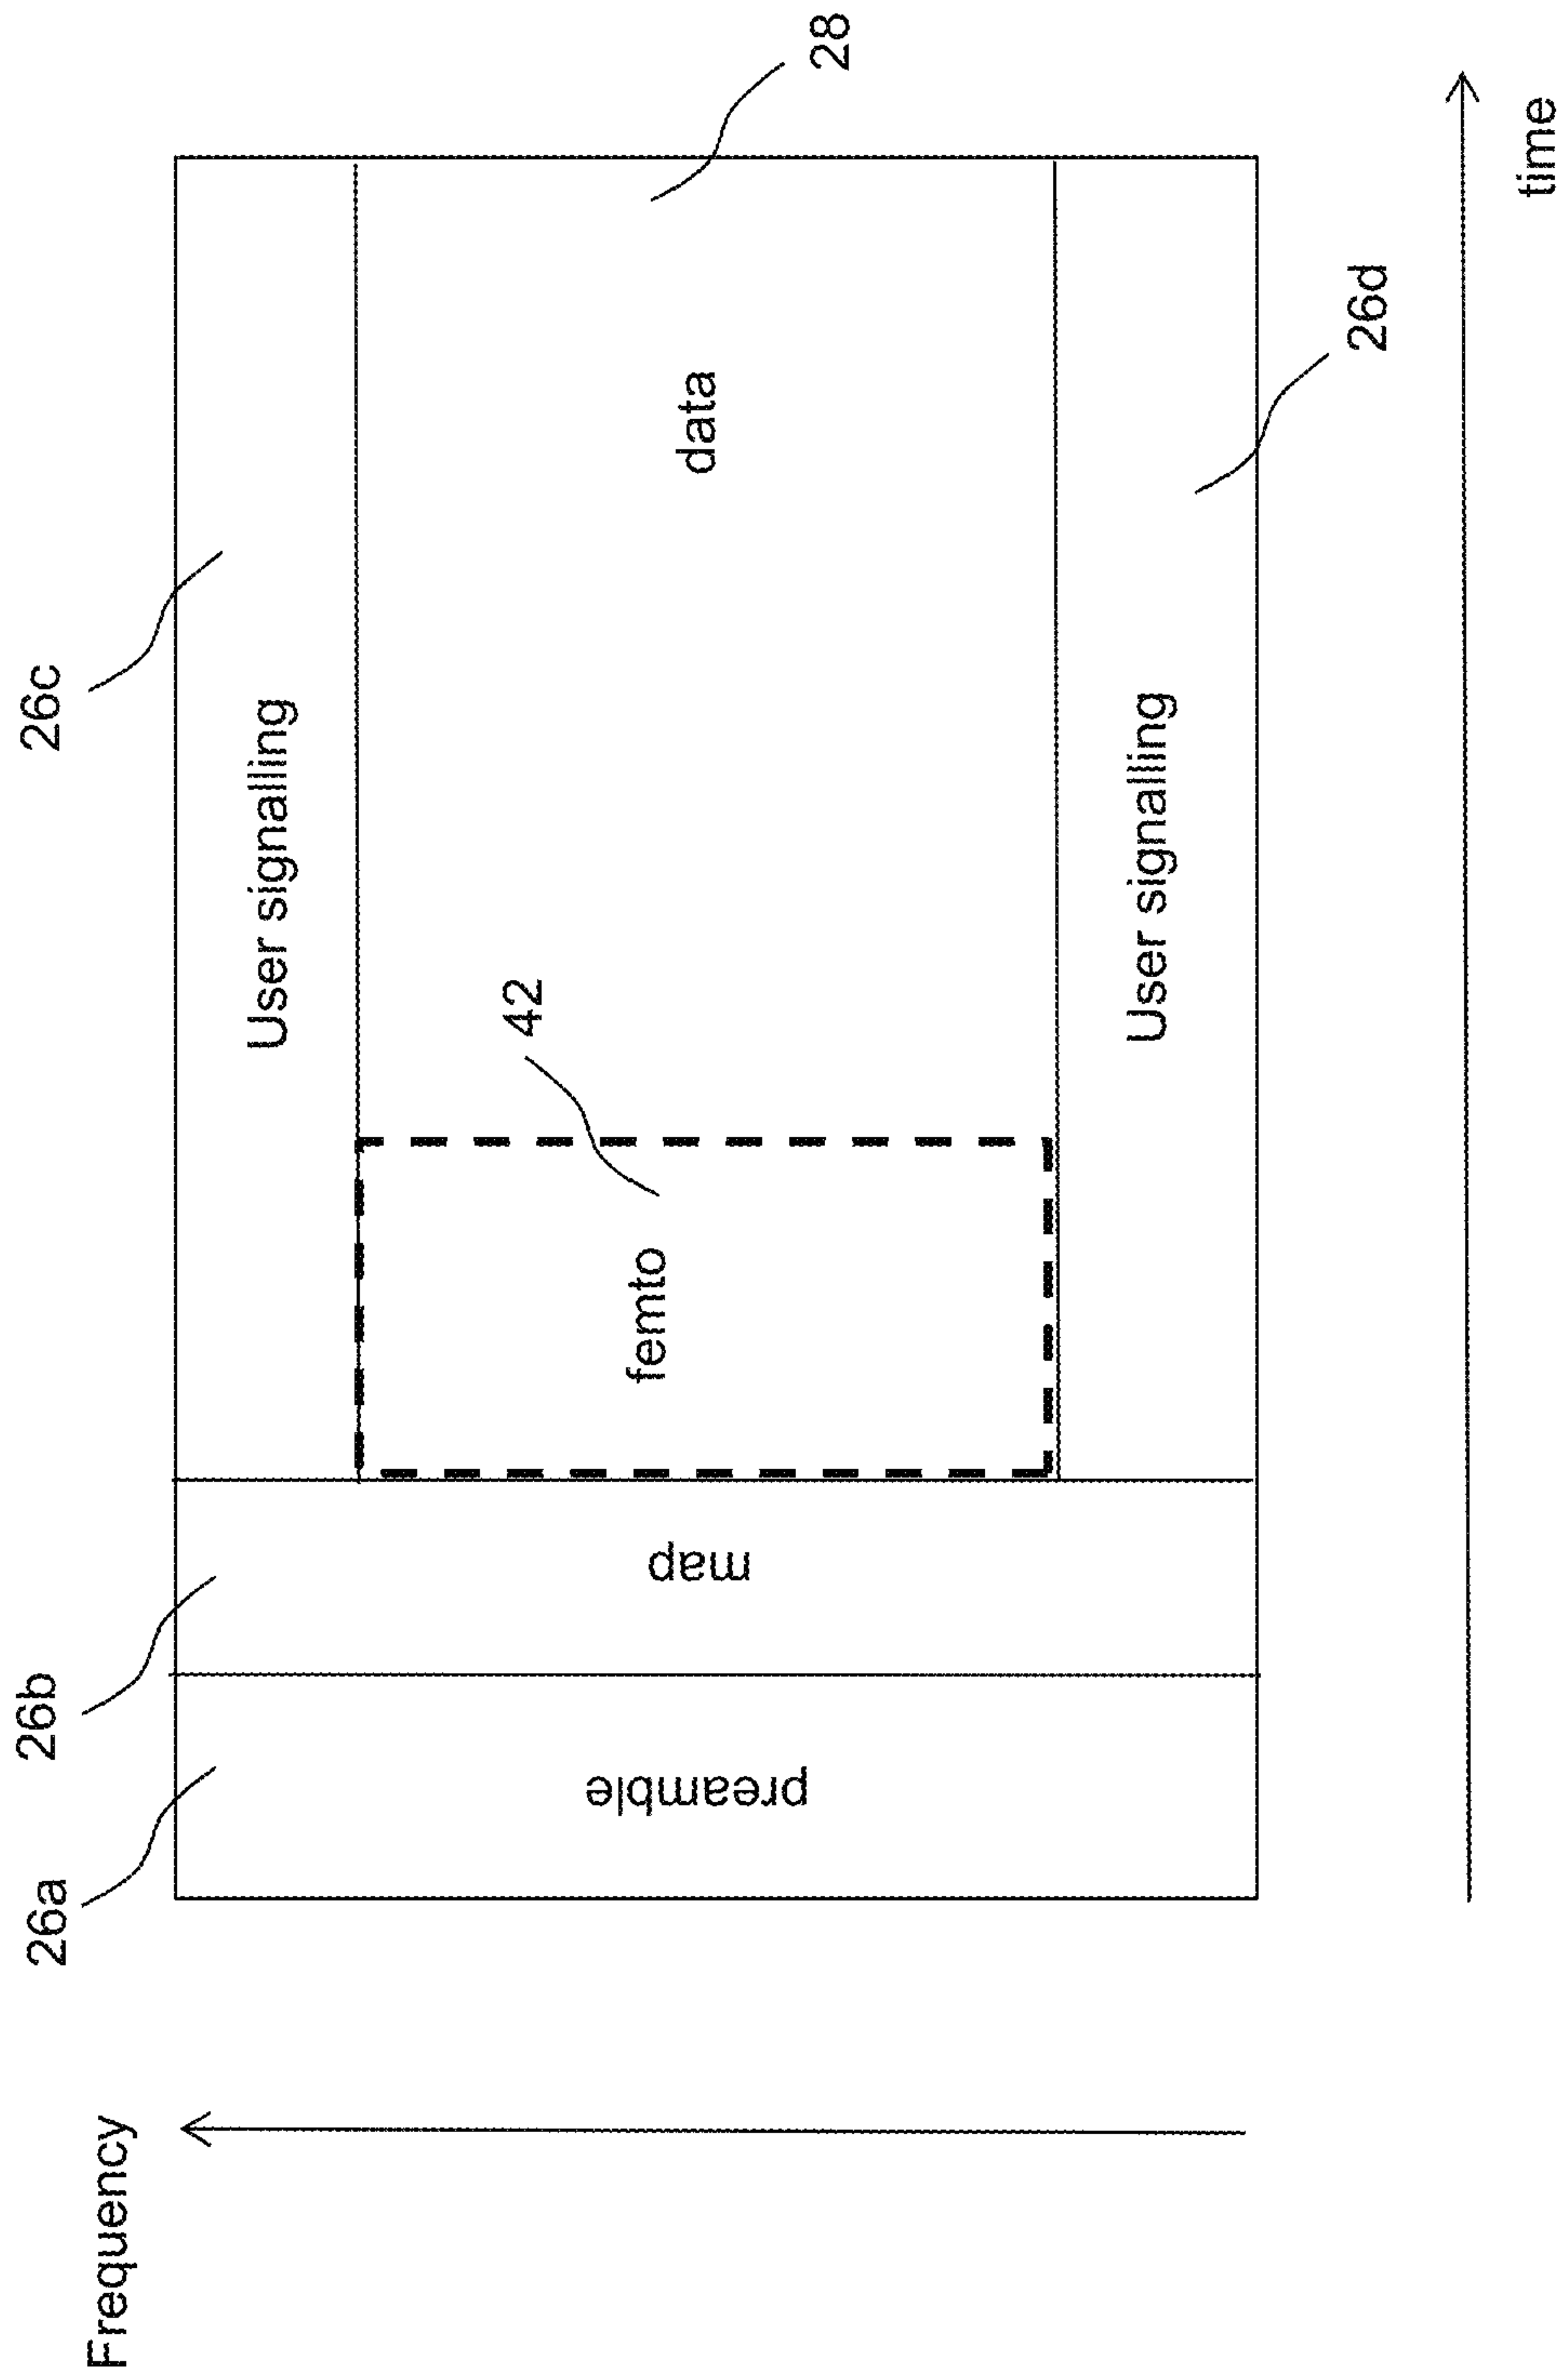 Frequency
26a
26b
26c
User signalling
42
preamble
map
femto
data
28
User signalling
26d
time